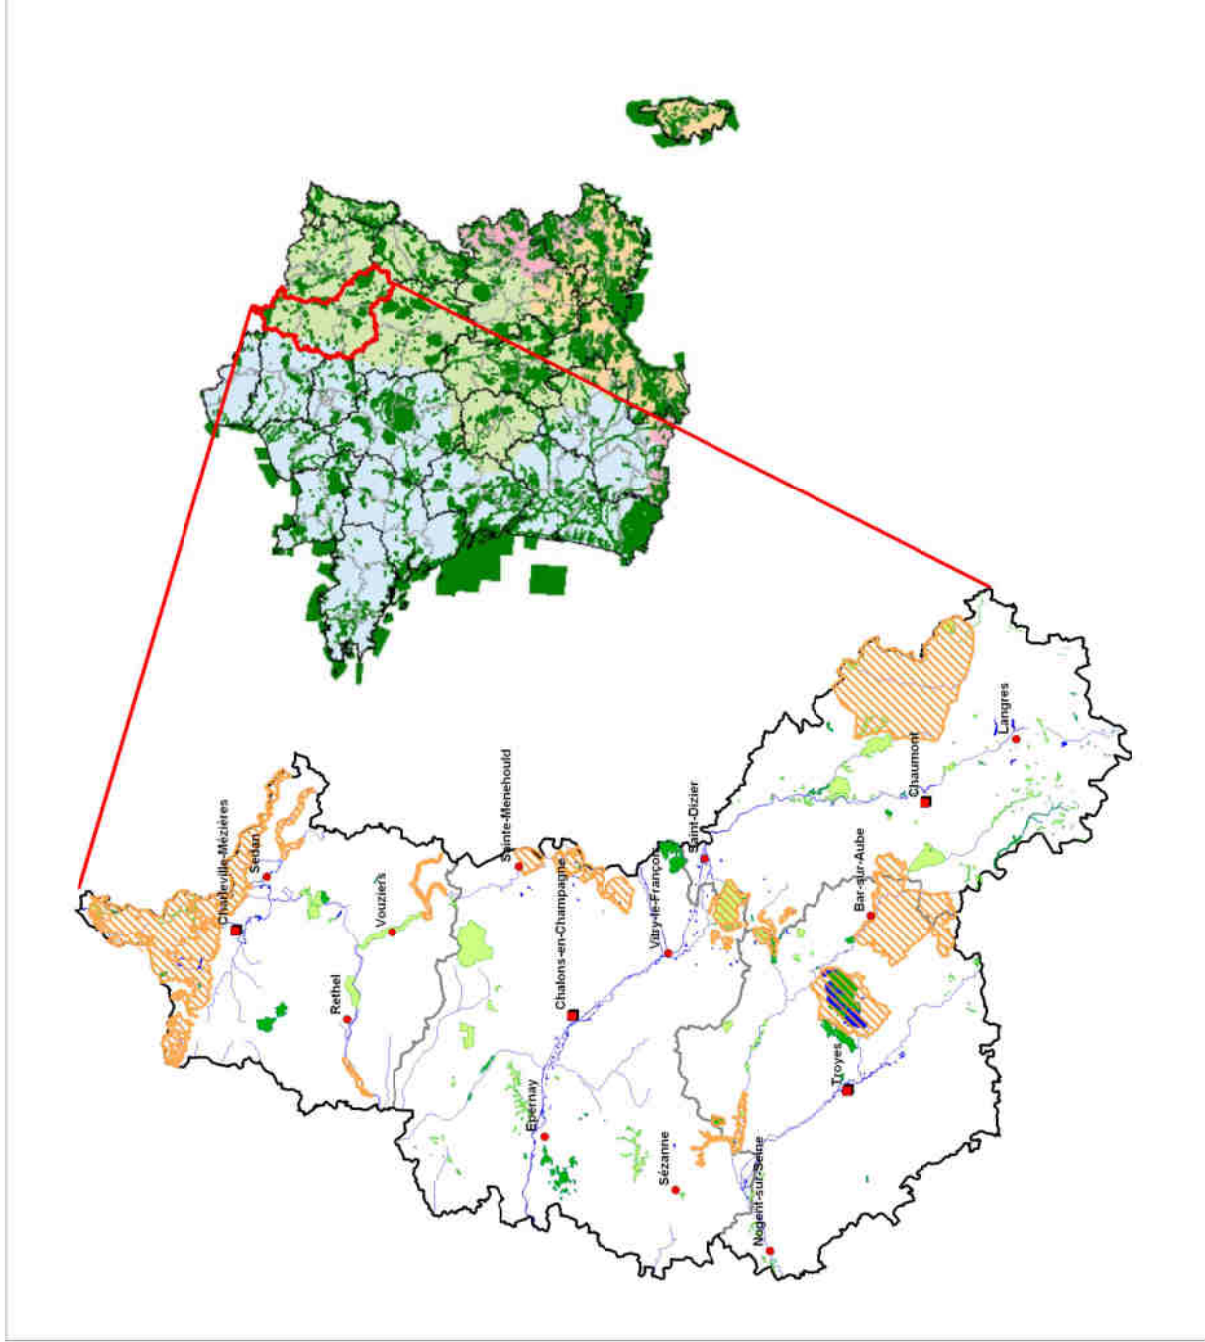 Charleville-Mézières
Sedan
Rethel
Vouziers
Sainte-Menehould
Chalons-en-Champagne
Epernay
Vitry-le-François
Saint-Dizier
Sézanne
Nogent-sur-Seine
Troyes
Bar-sur-Aube
Chaumont
Langres